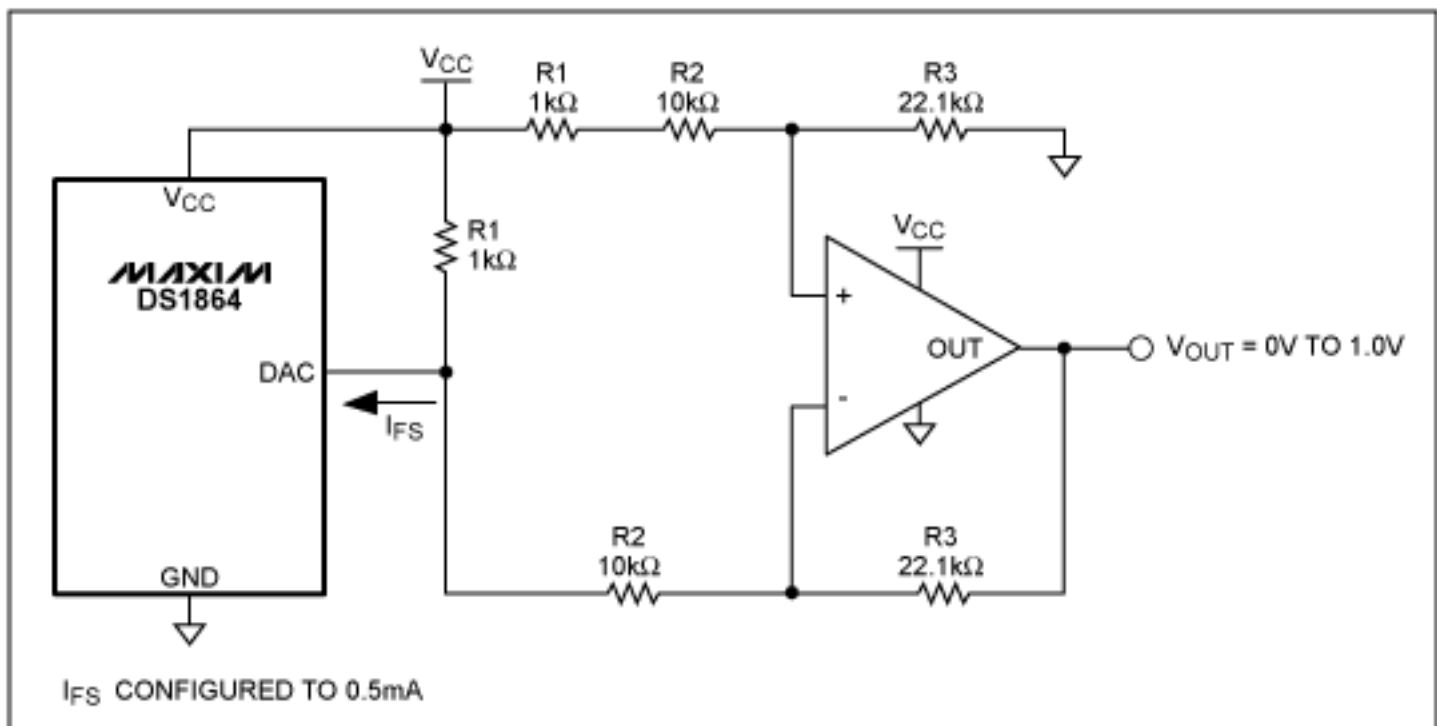 VCC
R1
1kΩ
R2
10kΩ
R3
22.1kΩ
VCC
MAXIM
DS1864
DAC
GND
R1
1kΩ
IFS
VCC
+
-
OUT
VOUT = 0V TO 1.0V
R2
10kΩ
R3
22.1kΩ
IFS CONFIGURED TO 0.5mA